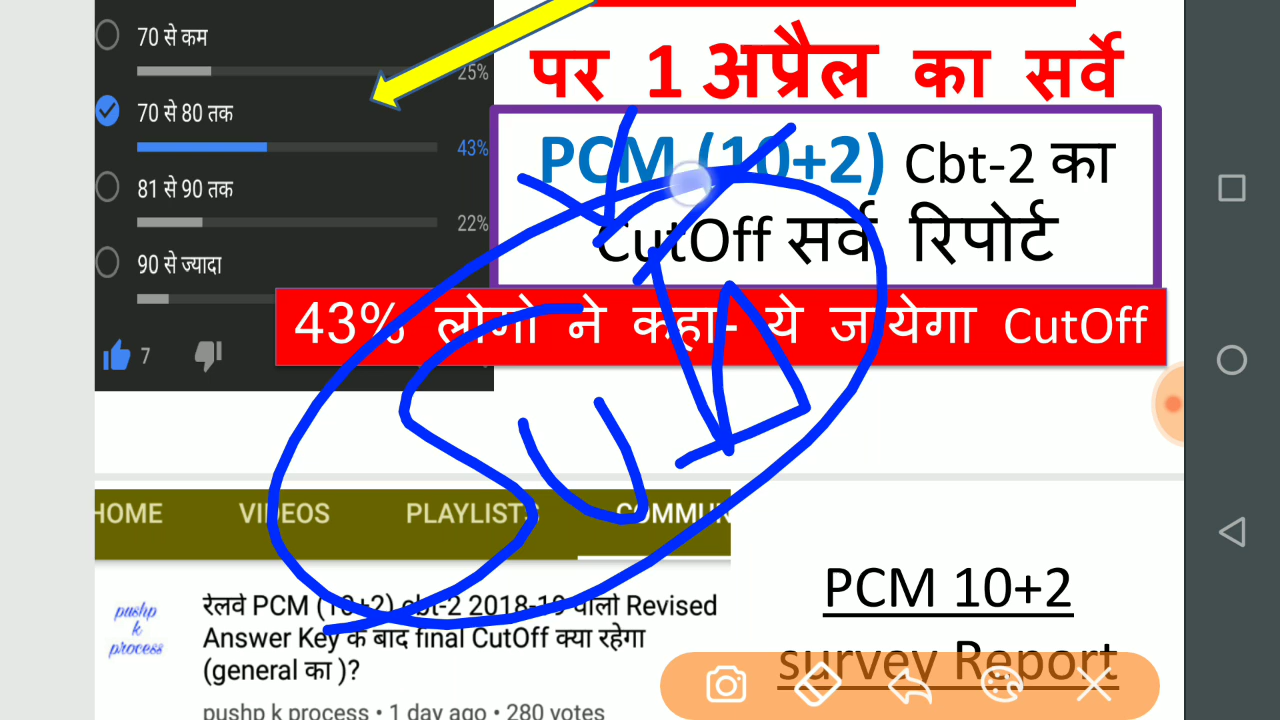 70 से कम
25%
70 से 80 तक
43%
81 से 90 तक
22%
90 से ज्यादा
7
पर 1 अप्रैल का सर्वे
PCM (10+2) Cbt-2 का
CutOff सर्वे रिपोर्ट
43% लोगो ने कहा- ये जायेगा CutOff
SUB
HOME VIDEOS PLAYLISTS COMMUN
pushp
k
process
रेलवे PCM (10+2) cbt-2 2018-19 वालो Revised
Answer Key के बाद final CutOff क्या रहेगा
(general का )?
pushp k process • 1 day ago • 280 votes
PCM 10+2
survey Report